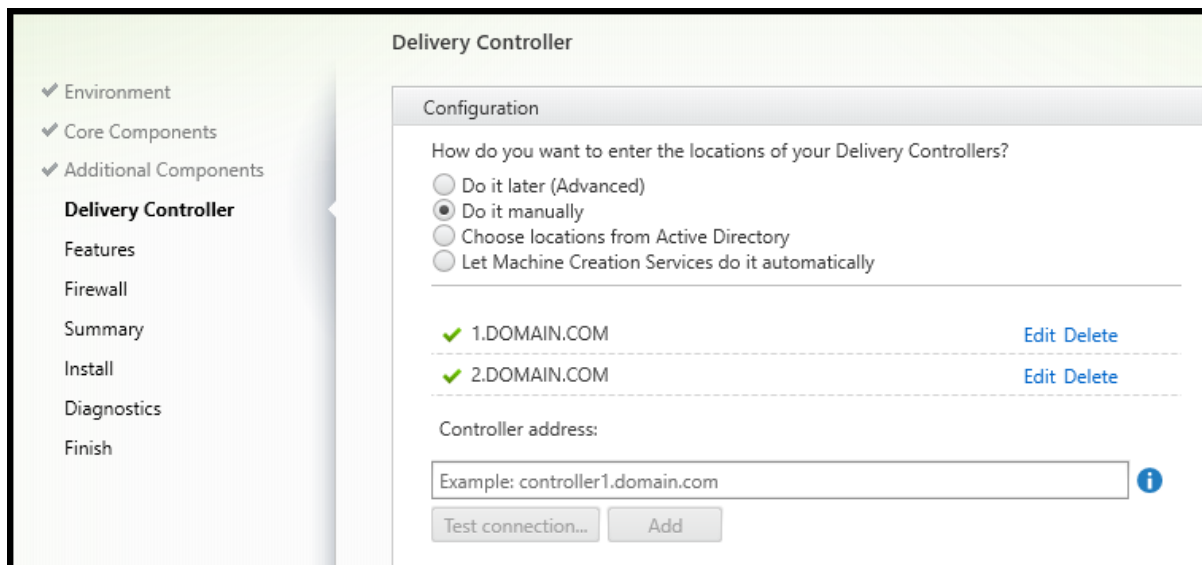 Delivery Controller
Environment
Core Components
Additional Components
Delivery Controller
Features
Firewall
Summary
Install
Diagnostics
Finish
Configuration
How do you want to enter the locations of your Delivery Controllers?
Do it later (Advanced)
Do it manually
Choose locations from Active Directory
Let Machine Creation Services do it automatically
1.DOMAIN.COM Edit Delete
2.DOMAIN.COM Edit Delete
Controller address:
Example: controller1.domain.com
Test connection... Add